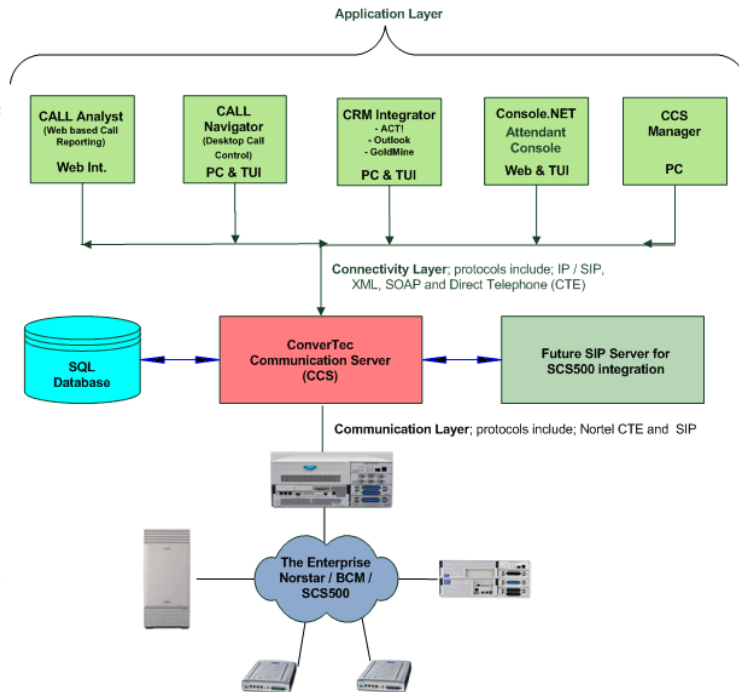 Application Layer
CALL Analyst
(Web based Call
Reporting)
Web Int.
CALL
Navigator
(Desktop Call
Control)
PC & TUI
CRM Integrator
- ACT!
- Outlook
- GoldMine
PC & TUI
Console.NET
Attendant
Console
Web & TUI
CCS
Manager
PC
Connectivity Layer; protocols include; IP / SIP,
XML, SOAP and Direct Telephone (CTE)
SQL
Database
ConverTec
Communication Server
(CCS)
Future SIP Server for
SCS500 integration
Communication Layer; protocols include; Nortel CTE and SIP
The Enterprise
Norstar / BCM /
SCS500